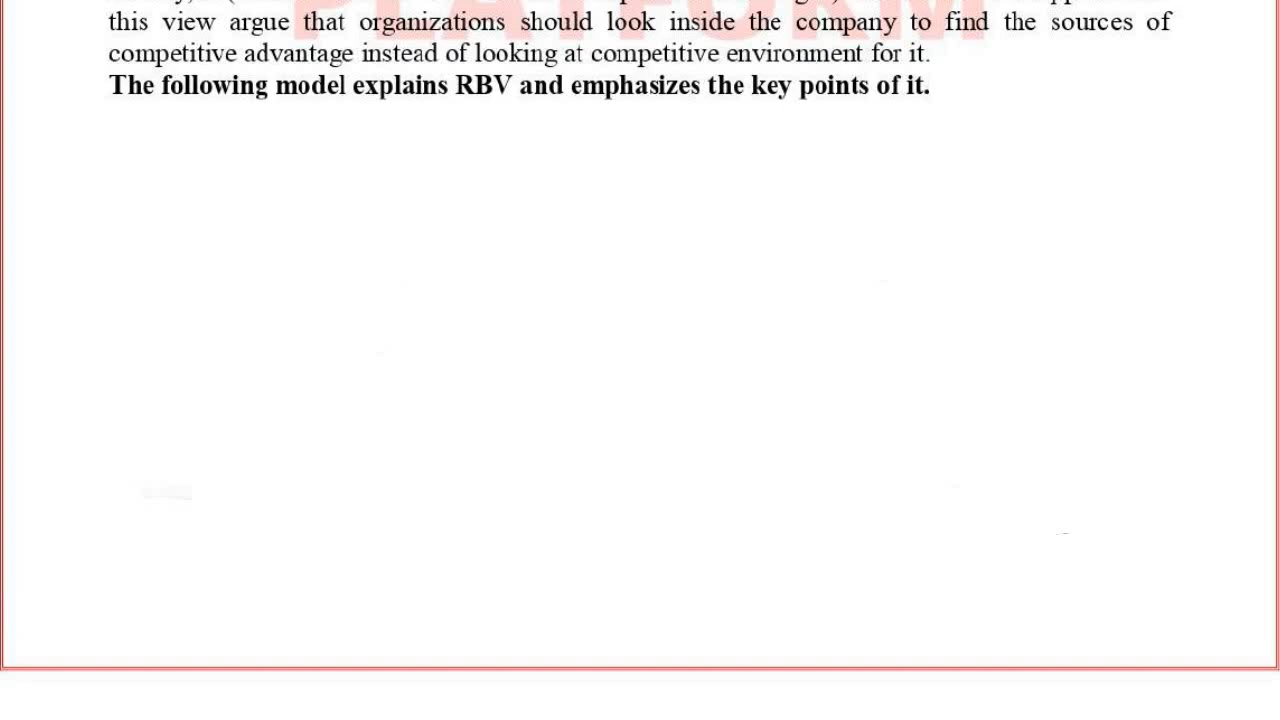 PLATFORM
this view argue that organizations should look inside the company to find the sources of
competitive advantage instead of looking at competitive environment for it.
The following model explains RBV and emphasizes the key points of it.